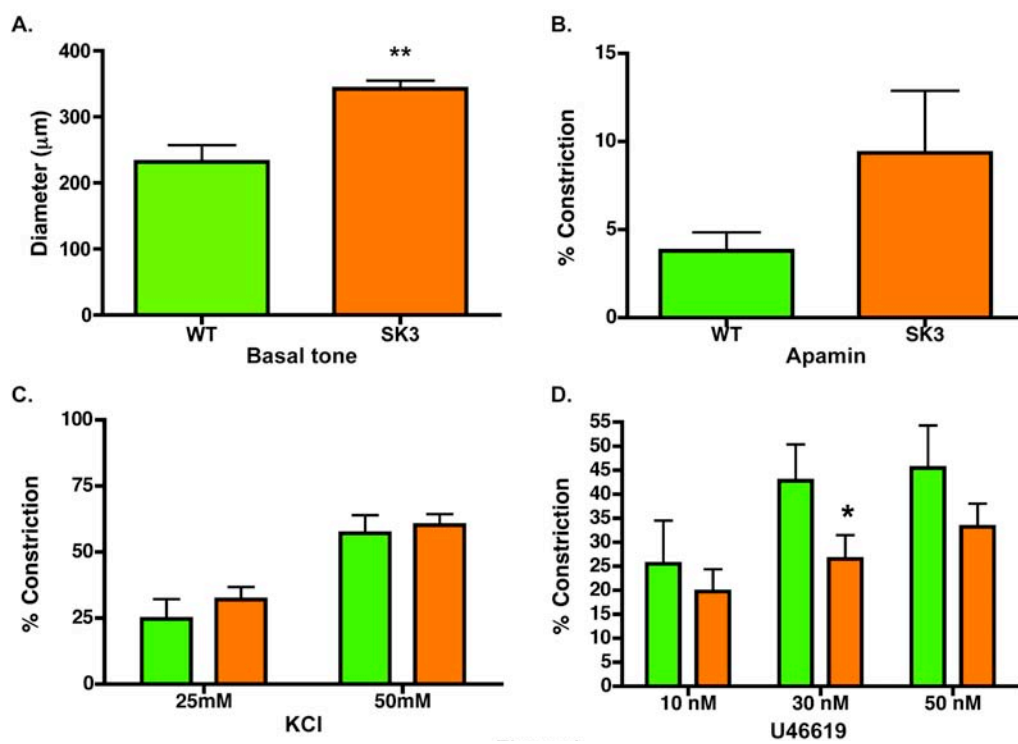 A.
**
Diameter (μm)
400
300
200
100
0
WT
SK3
Basal tone
B.
% Constriction
15
10
5
0
WT
SK3
Apamin
C.
% Constriction
100
75
50
25
0
25mM
50mM
KCl
D.
% Constriction
55
50
45
40
35
30
25
20
15
10
5
0
*
10 nM
30 nM
50 nM
U46619